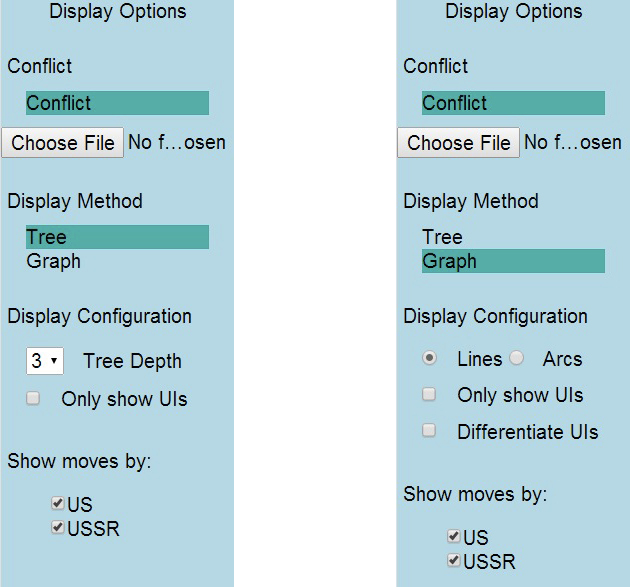 Display Options
Conflict
Conflict
Choose File No f...osen
Display Method
Tree
Graph
Display Configuration
3 Tree Depth
Only show UIs
Show moves by:
US
USSR
Display Options
Conflict
Conflict
Choose File No f...osen
Display Method
Tree
Graph
Display Configuration
Lines Arcs
Only show UIs
Differentiate UIs
Show moves by:
US
USSR